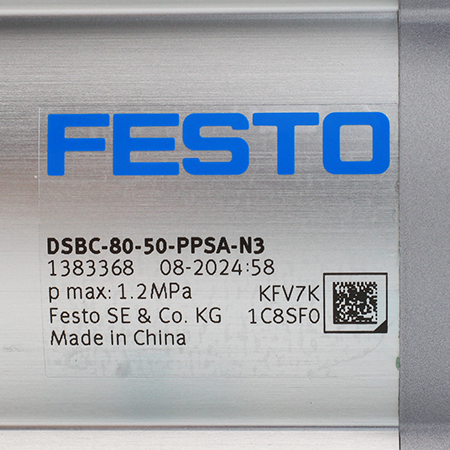 FESTO
DSBC-80-50-PPSA-N3
1383368 08-2024:58
p max: 1.2MPa KFV7K
Festo SE & Co. KG 1C8SF0
Made in China